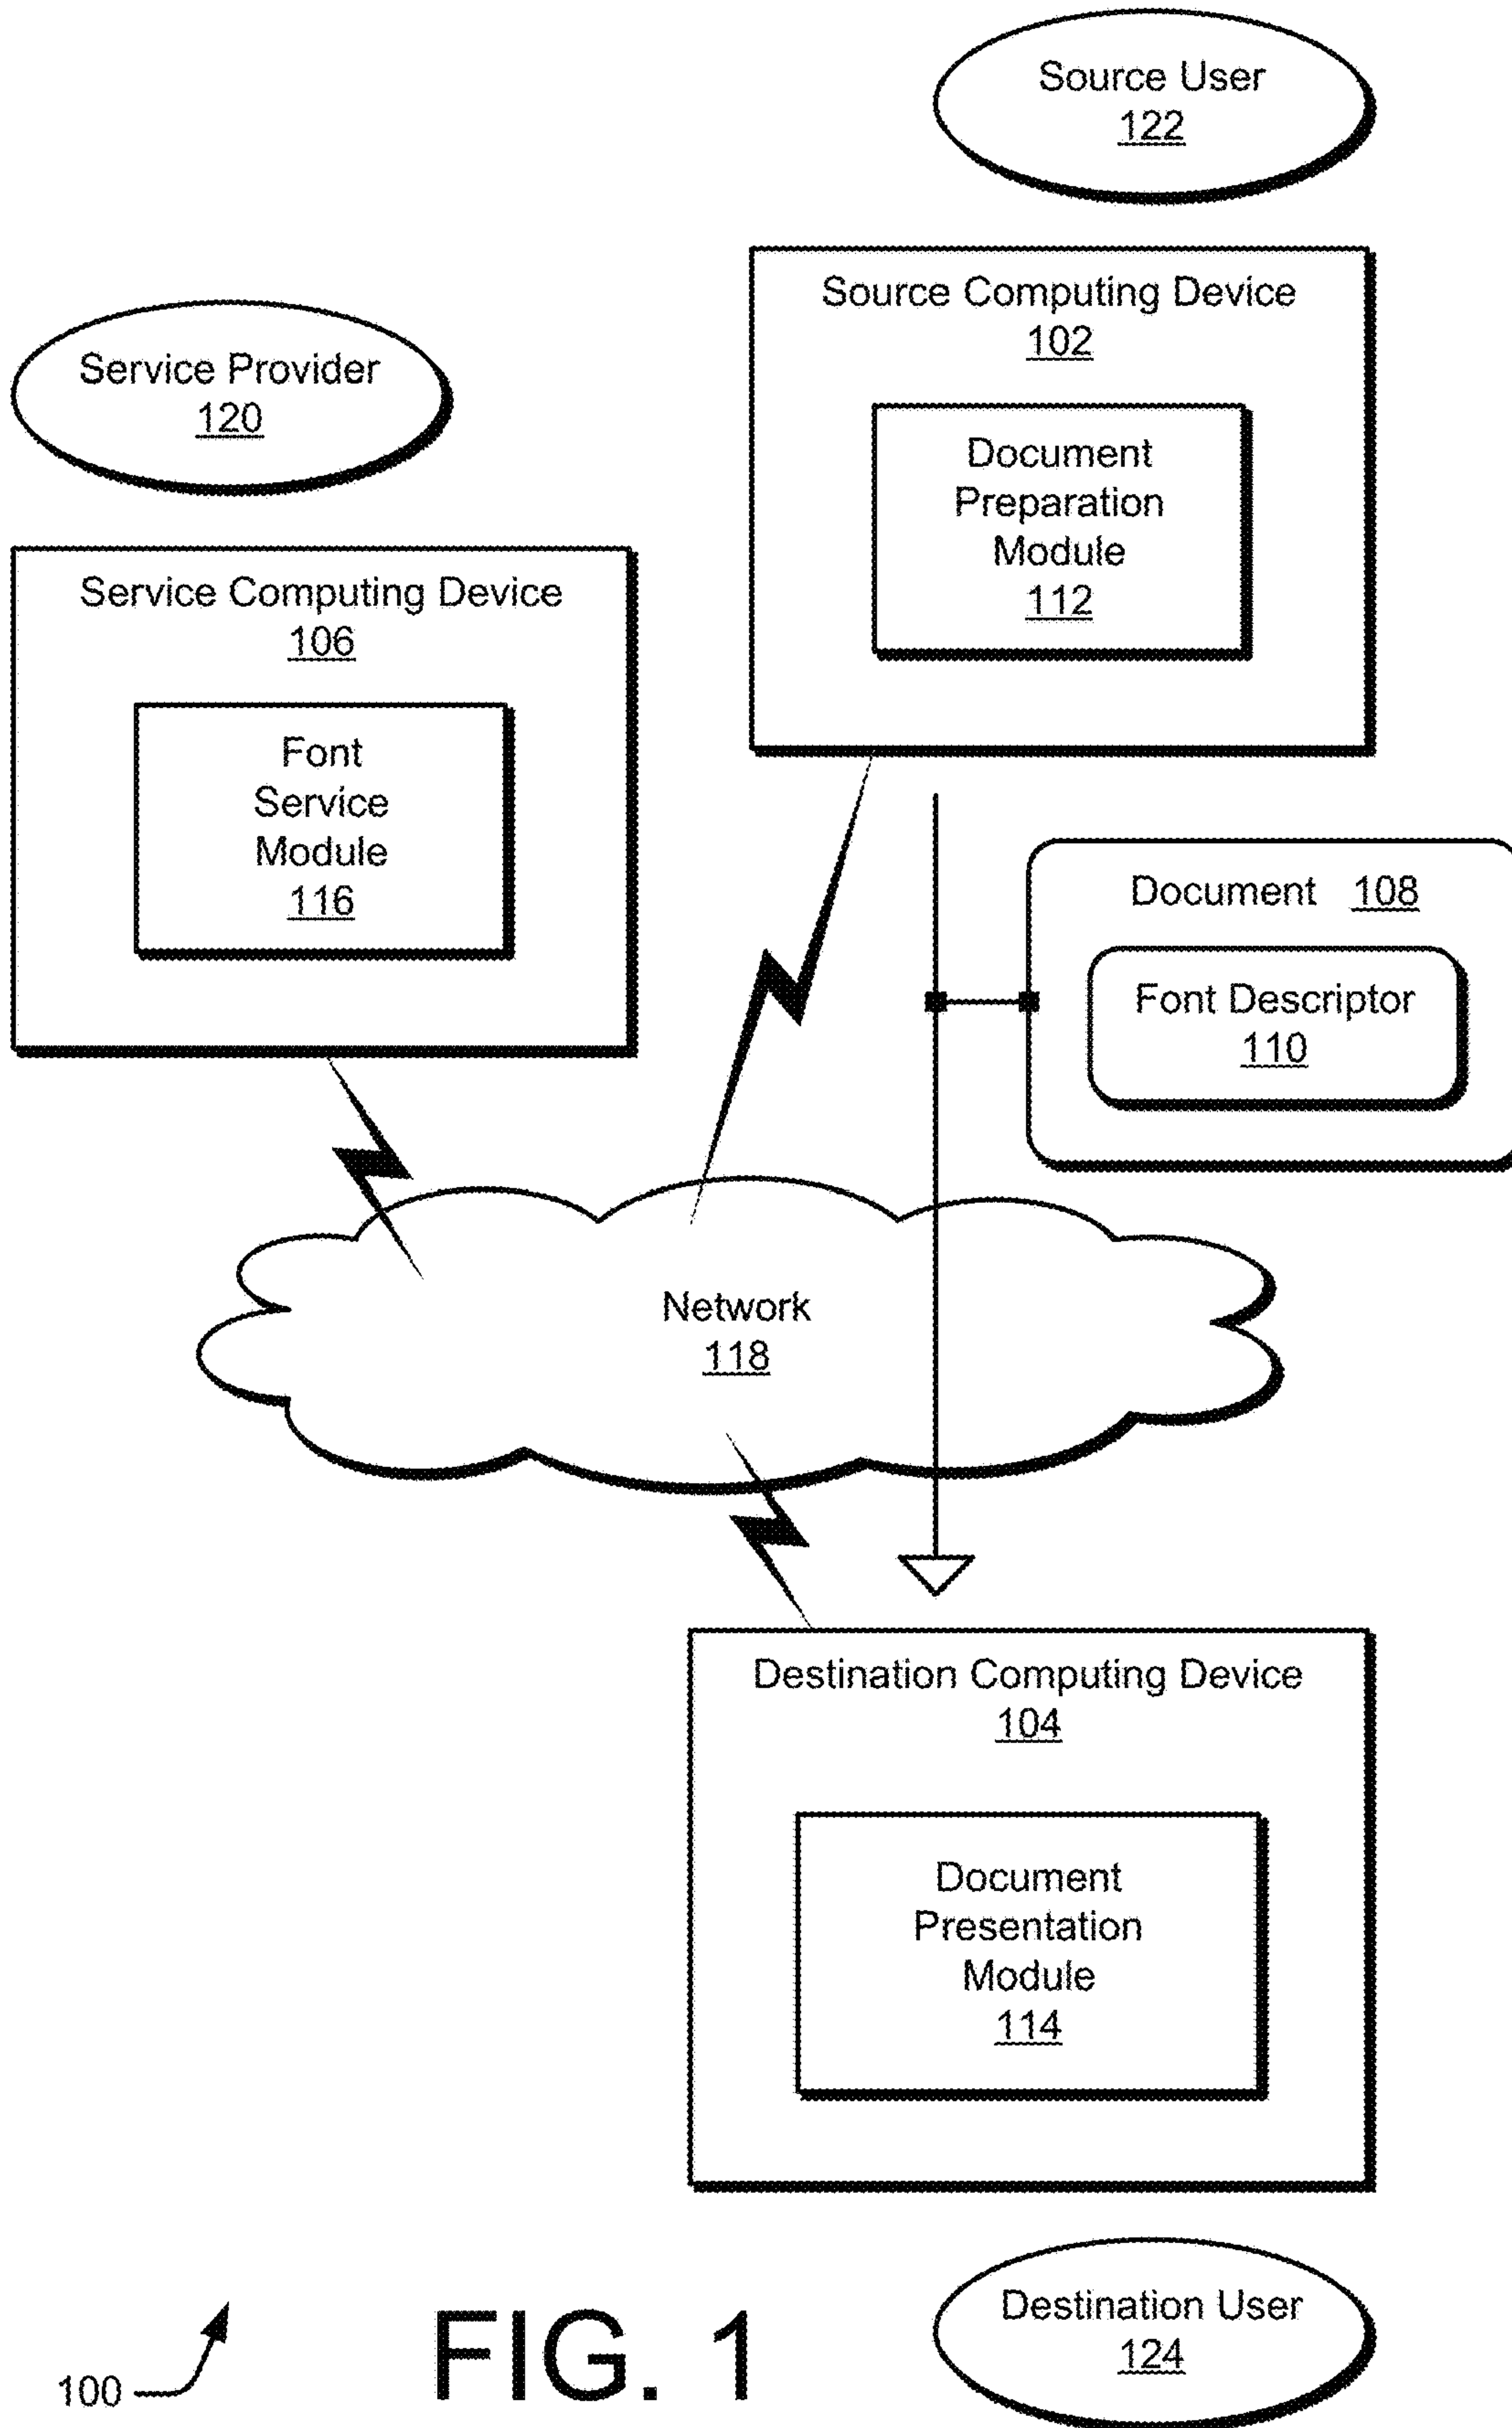 Source User
122
Source Computing Device
102
Document
Preparation
Module
112
Service Provider
120
Service Computing Device
106
Font
Service
Module
116
Document 108
Font Descriptor
110
Network
118
Destination Computing Device
104
Document
Presentation
Module
114
Destination User
124
100
FIG. 1